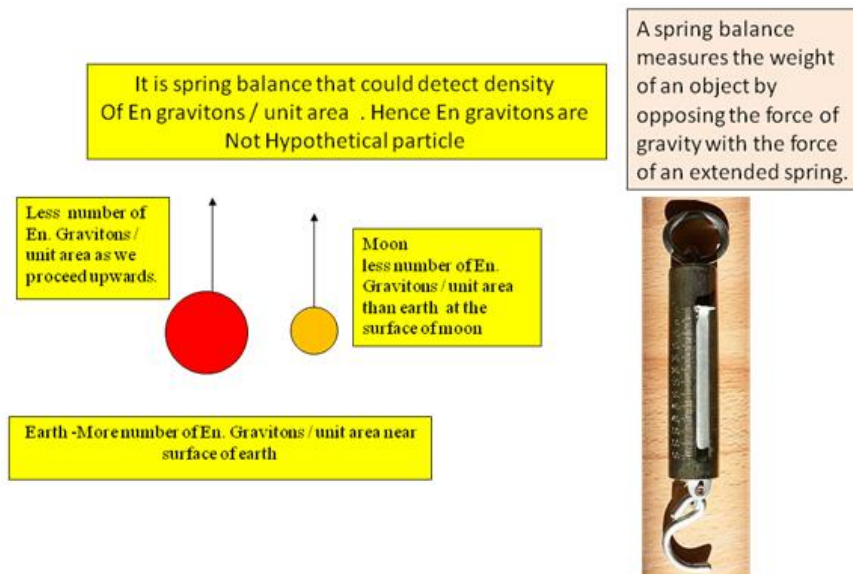 It is spring balance that could detect density
Of En gravitons / unit area . Hence En gravitons are
Not Hypothetical particle
A spring balance
measures the weight
of an object by
opposing the force of
gravity with the force
of an extended spring.
Less number of
En. Gravitons /
unit area as we
proceed upwards.
Moon
less number of En.
Gravitons / unit area
than earth at the
surface of moon
Earth -More number of En. Gravitons / unit area near
surface of earth